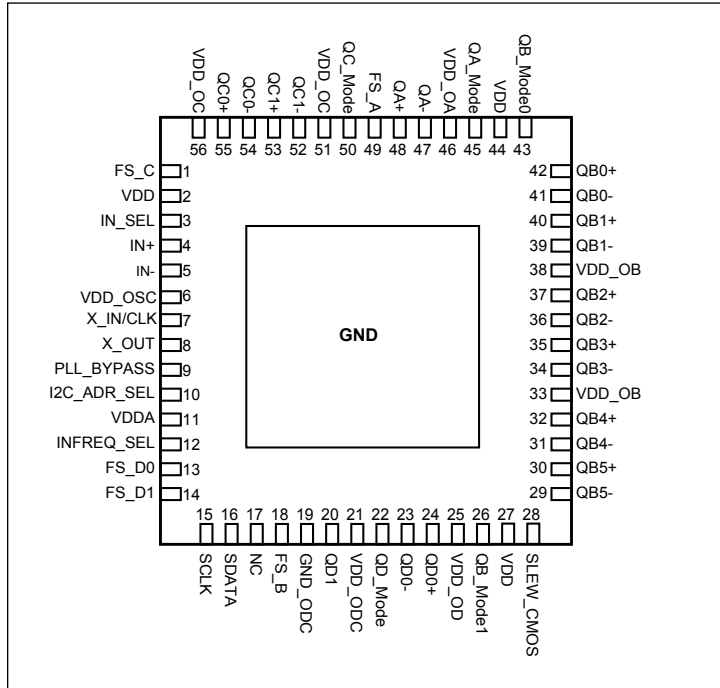 VDD_OC
QC0+
QC0-
QC1+
QC1-
VDD_OC
QC_Mode
FS_A
QA+
QA-
VDD_OA
QA_Mode
VDD
QB_Mode0
56 55 54 53 52 51 50 49 48 47 46 45 44 43
FS_C 1
VDD 2
IN_SEL 3
IN+ 4
IN- 5
VDD_OSC 6
X_IN/CLK 7
X_OUT 8
PLL_BYPASS 9
I2C_ADR_SEL 10
VDDA 11
INFREQ_SEL 12
FS_D0 13
FS_D1 14
GND
42 QB0+
41 QB0-
40 QB1+
39 QB1-
38 VDD_OB
37 QB2+
36 QB2-
35 QB3+
34 QB3-
33 VDD_OB
32 QB4+
31 QB4-
30 QB5+
29 QB5-
15 16 17 18 19 20 21 22 23 24 25 26 27 28
SCLK
SDATA
NC
FS_B
GND_ODC
QD1
VDD_ODC
QD_Mode
QD0-
QD0+
VDD_OD
QB_Mode1
VDD
SLEW_CMOS